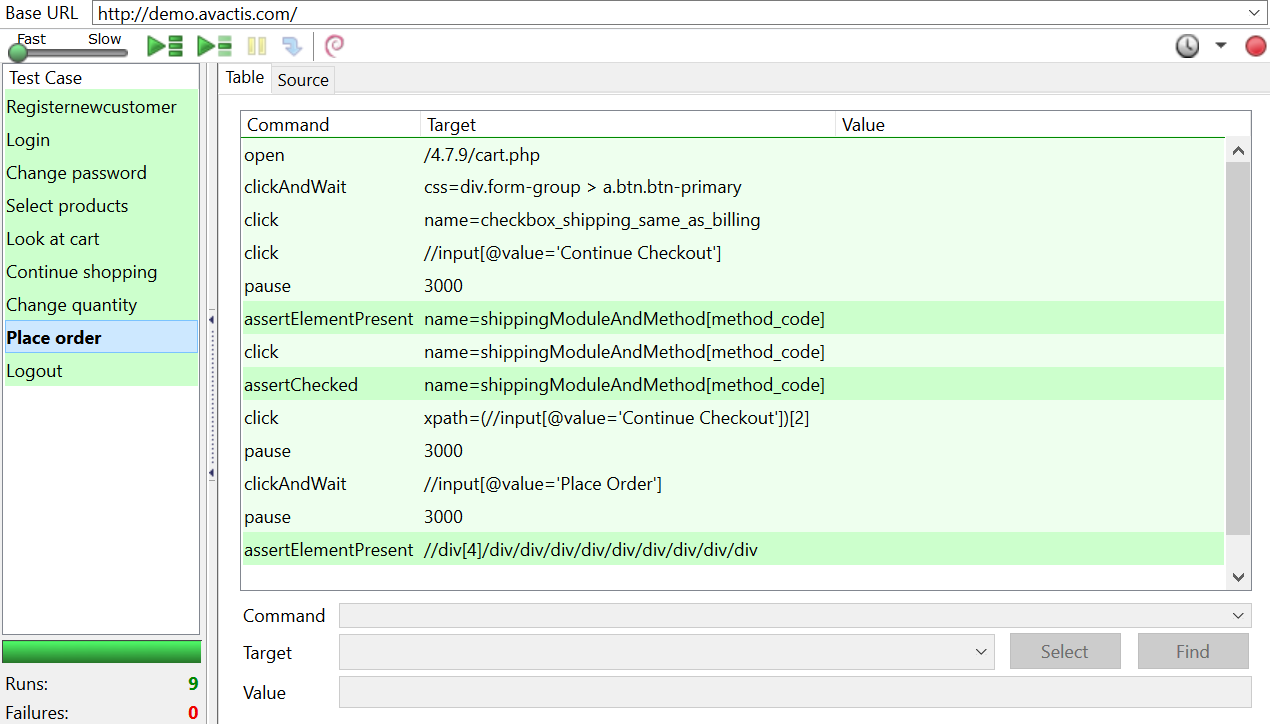 Base URL http://demo.avactis.com/
Fast Slow
Test Case
Registernewcustomer
Login
Change password
Select products
Look at cart
Continue shopping
Change quantity
Place order
Logout
Runs: 9
Failures: 0
Table Source
Command Target Value
open /4.7.9/cart.php
clickAndWait css=div.form-group > a.btn.btn-primary
click name=checkbox_shipping_same_as_billing
click //input[@value='Continue Checkout']
pause 3000
assertElementPresent name=shippingModuleAndMethod[method_code]
click name=shippingModuleAndMethod[method_code]
assertChecked name=shippingModuleAndMethod[method_code]
click xpath=(//input[@value='Continue Checkout'])[2]
pause 3000
clickAndWait //input[@value='Place Order']
pause 3000
assertElementPresent //div[4]/div/div/div/div/div/div/div/div/div
Command
Target Select Find
Value